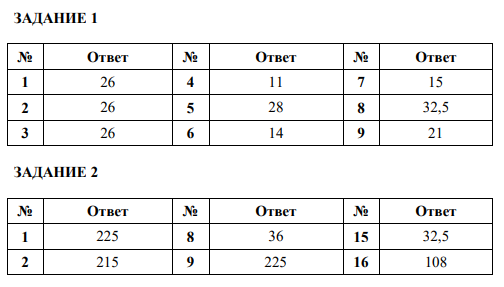 ЗАДАНИЕ 1
№ Ответ № Ответ № Ответ
1 26 4 11 7 15
2 26 5 28 8 32,5
3 26 6 14 9 21
ЗАДАНИЕ 2
№ Ответ № Ответ № Ответ
1 225 8 36 15 32,5
2 215 9 225 16 108